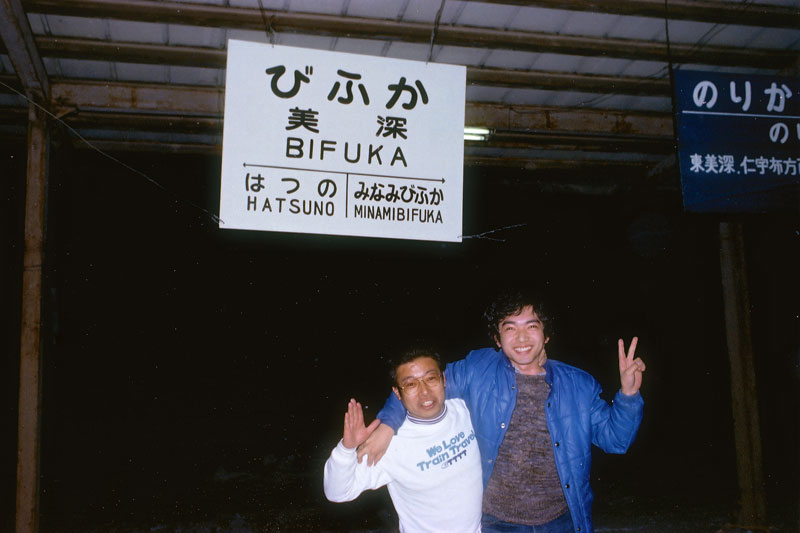 びふか
美深
BIFUKA
はつの
HATSUNO
みなみびふか
MINAMIBIFUKA
のりか
の
東美深.仁宇布方
We Love
Train Travel